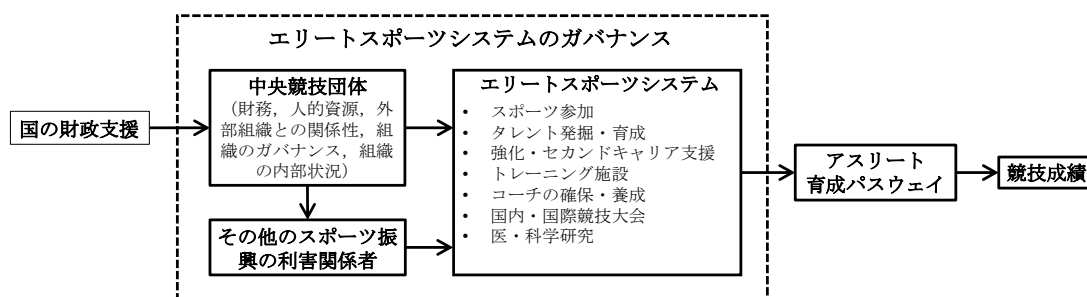 エリートスポーツシステムのガバナンス
国の財政支援
中央競技団体
（財務，人的資源，外
部組織との関係性，組
織のガバナンス，組織
の内部状況）
その他のスポーツ振
興の利害関係者
エリートスポーツシステム
• スポーツ参加
• タレント発掘・育成
• 強化・セカンドキャリア支援
• トレーニング施設
• コーチの確保・養成
• 国内・国際競技大会
• 医・科学研究
アスリート
育成パスウェイ
競技成績